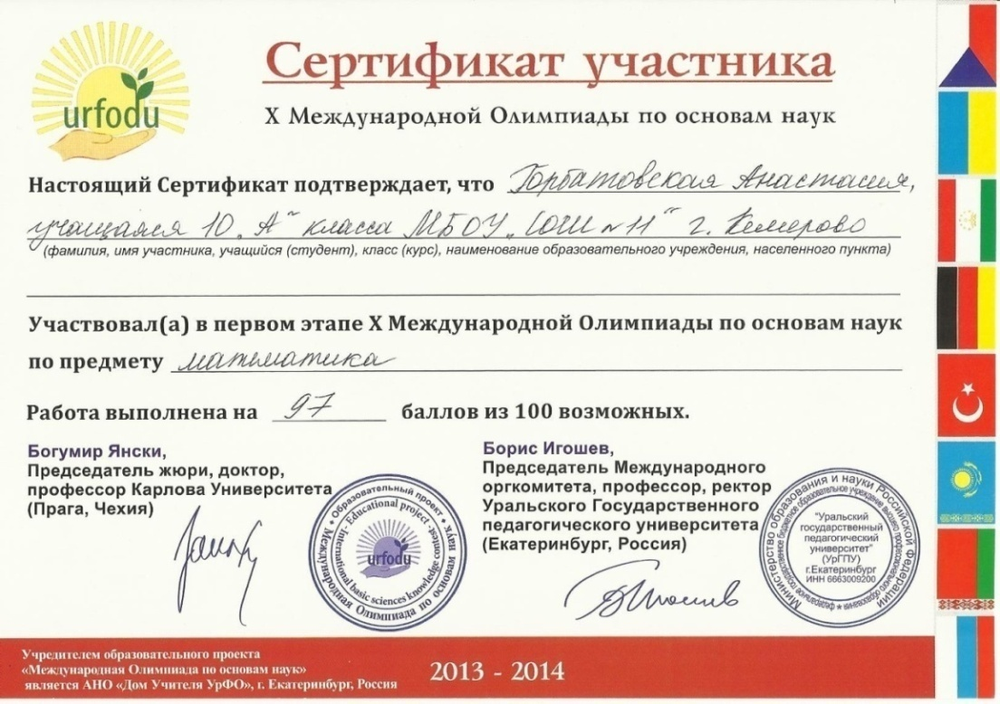 urfodu
Сертификат участника
X Международной Олимпиады по основам наук
Настоящий Сертификат подтверждает, что Горбатовская Анастасия,
учащаяся 10 „А" класса МБОУ „СОШ №11" г. Кемерово
(фамилия, имя участника, учащийся (студент), класс (курс), наименование образовательного учреждения, населенного пункта)
Участвовал(а) в первом этапе X Международной Олимпиады по основам наук
по предмету математика
Работа выполнена на 97 баллов из 100 возможных.
Богумир Янски,
Председатель жюри, доктор,
профессор Карлова Университета
(Прага, Чехия)
Образовательный проект • Международная Олимпиада по основам наук
Educational project - International basic sciences knowledge contest
urfodu
Борис Игошев,
Председатель Международного
оргкомитета, профессор, ректор
Уральского Государственного
педагогического университета
(Екатеринбург, Россия)
Министерство образования и науки Российской Федерации
"Уральский
государственный
педагогический
университет"
(УрГПУ)
г.Екатеринбург
ИНН 6663009200
Учредителем образовательного проекта
«Международная Олимпиада по основам наук»
является АНО «Дом Учителя УрФО», г. Екатеринбург, Россия
2013 - 2014